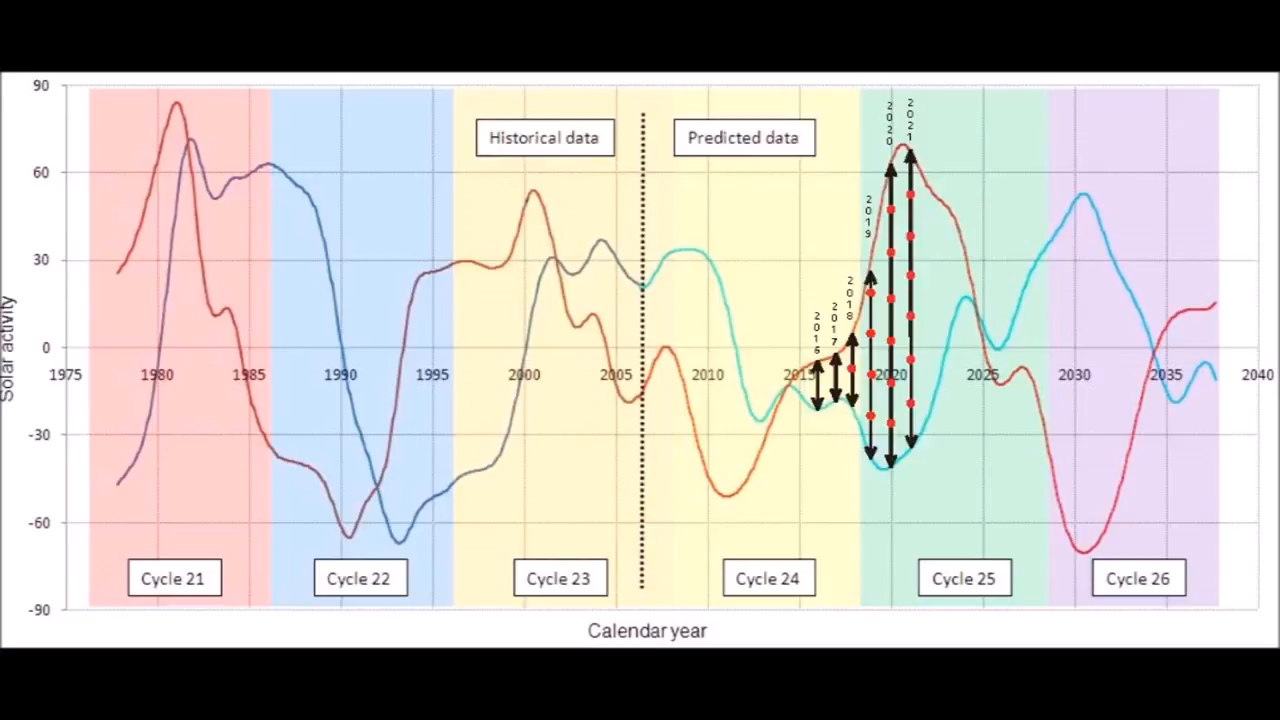 90
60
30
0
-30
-60
-90
Solar activity
Historical data
Predicted data
2016
2017
2018
2019
2020
2021
1975 1980 1985 1990 1995 2000 2005 2010 2015 2020 2025 2030 2035 2040
Cycle 21
Cycle 22
Cycle 23
Cycle 24
Cycle 25
Cycle 26
Calendar year